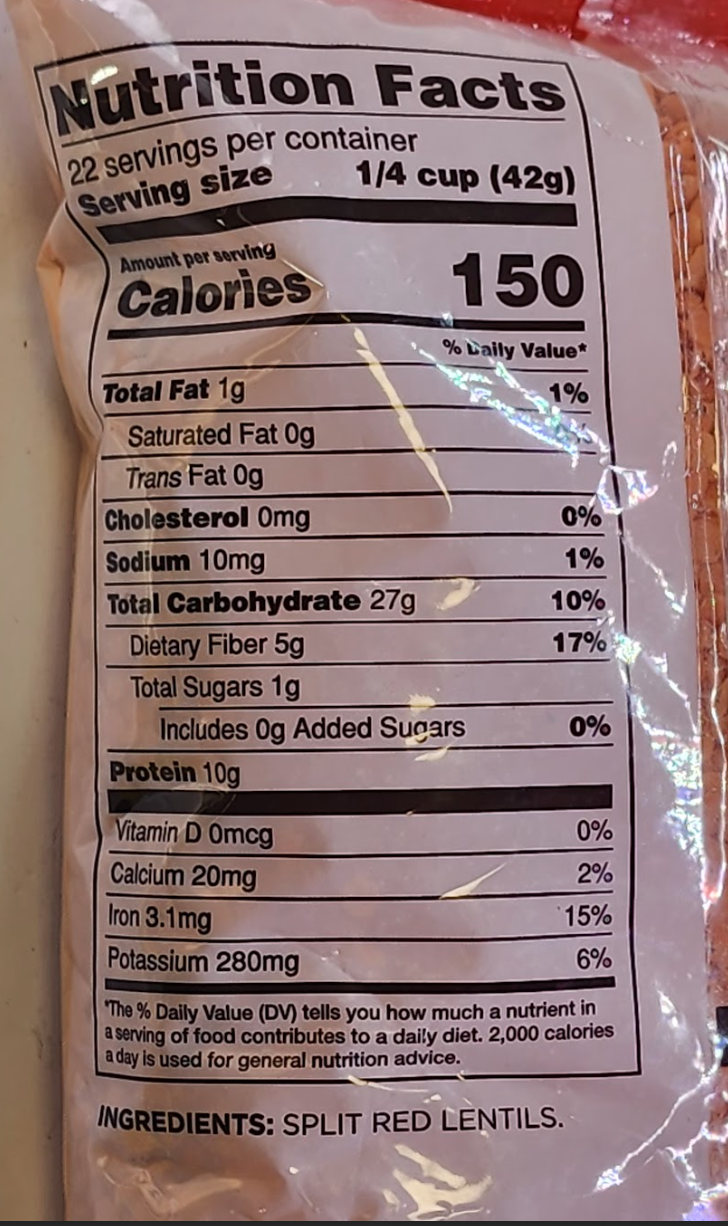 Nutrition Facts
22 servings per container
Serving size 1/4 cup (42g)
Amount per serving
Calories 150
% Daily Value*
Total Fat 1g 1%
Saturated Fat 0g
Trans Fat 0g
Cholesterol 0mg 0%
Sodium 10mg 1%
Total Carbohydrate 27g 10%
Dietary Fiber 5g 17%
Total Sugars 1g
Includes 0g Added Sugars 0%
Protein 10g
Vitamin D 0mcg 0%
Calcium 20mg 2%
Iron 3.1mg 15%
Potassium 280mg 6%
*The % Daily Value (DV) tells you how much a nutrient in
a serving of food contributes to a daily diet. 2,000 calories
a day is used for general nutrition advice.
INGREDIENTS: SPLIT RED LENTILS.